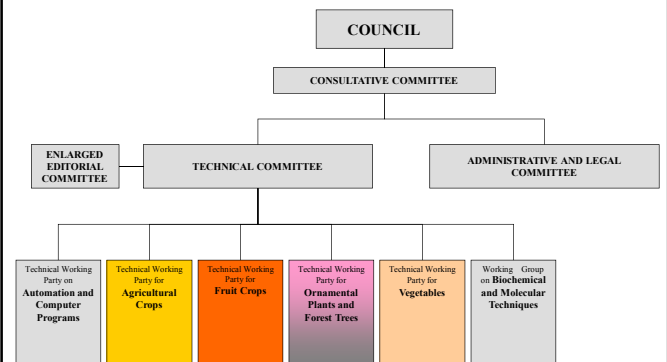 COUNCIL
CONSULTATIVE COMMITTEE
ENLARGED
EDITORIAL
COMMITTEE
TECHNICAL COMMITTEE
ADMINISTRATIVE AND LEGAL
COMMITTEE
Technical Working
Party on
Automation and
Computer
Programs
Technical Working
Party for
Agricultural
Crops
Technical Working
Party for
Fruit Crops
Technical Working
Party for
Ornamental
Plants and
Forest Trees
Technical Working
Party for
Vegetables
Working Group
on Biochemical
and Molecular
Techniques